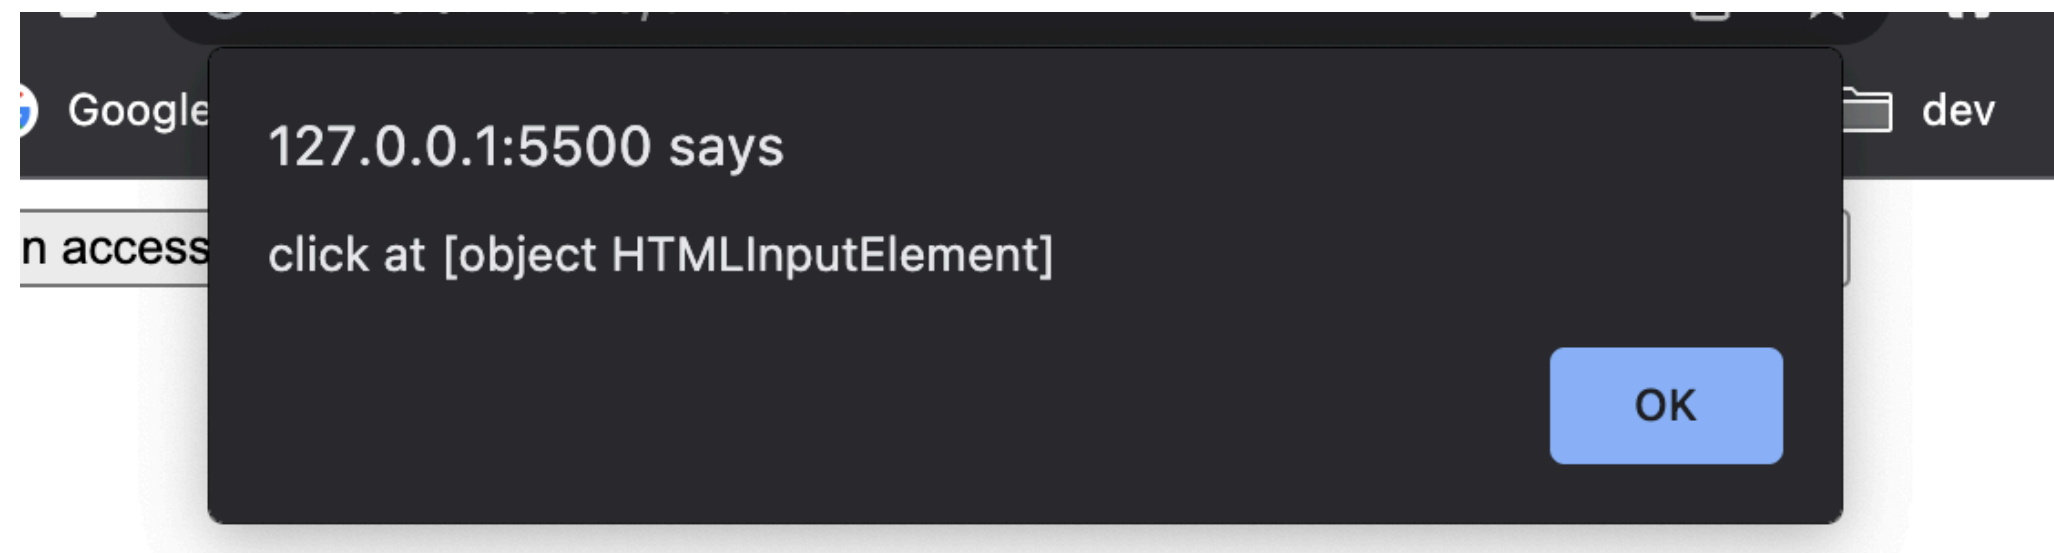 Google
dev
127.0.0.1:5500 says
n access
click at [object HTMLInputElement]
OK